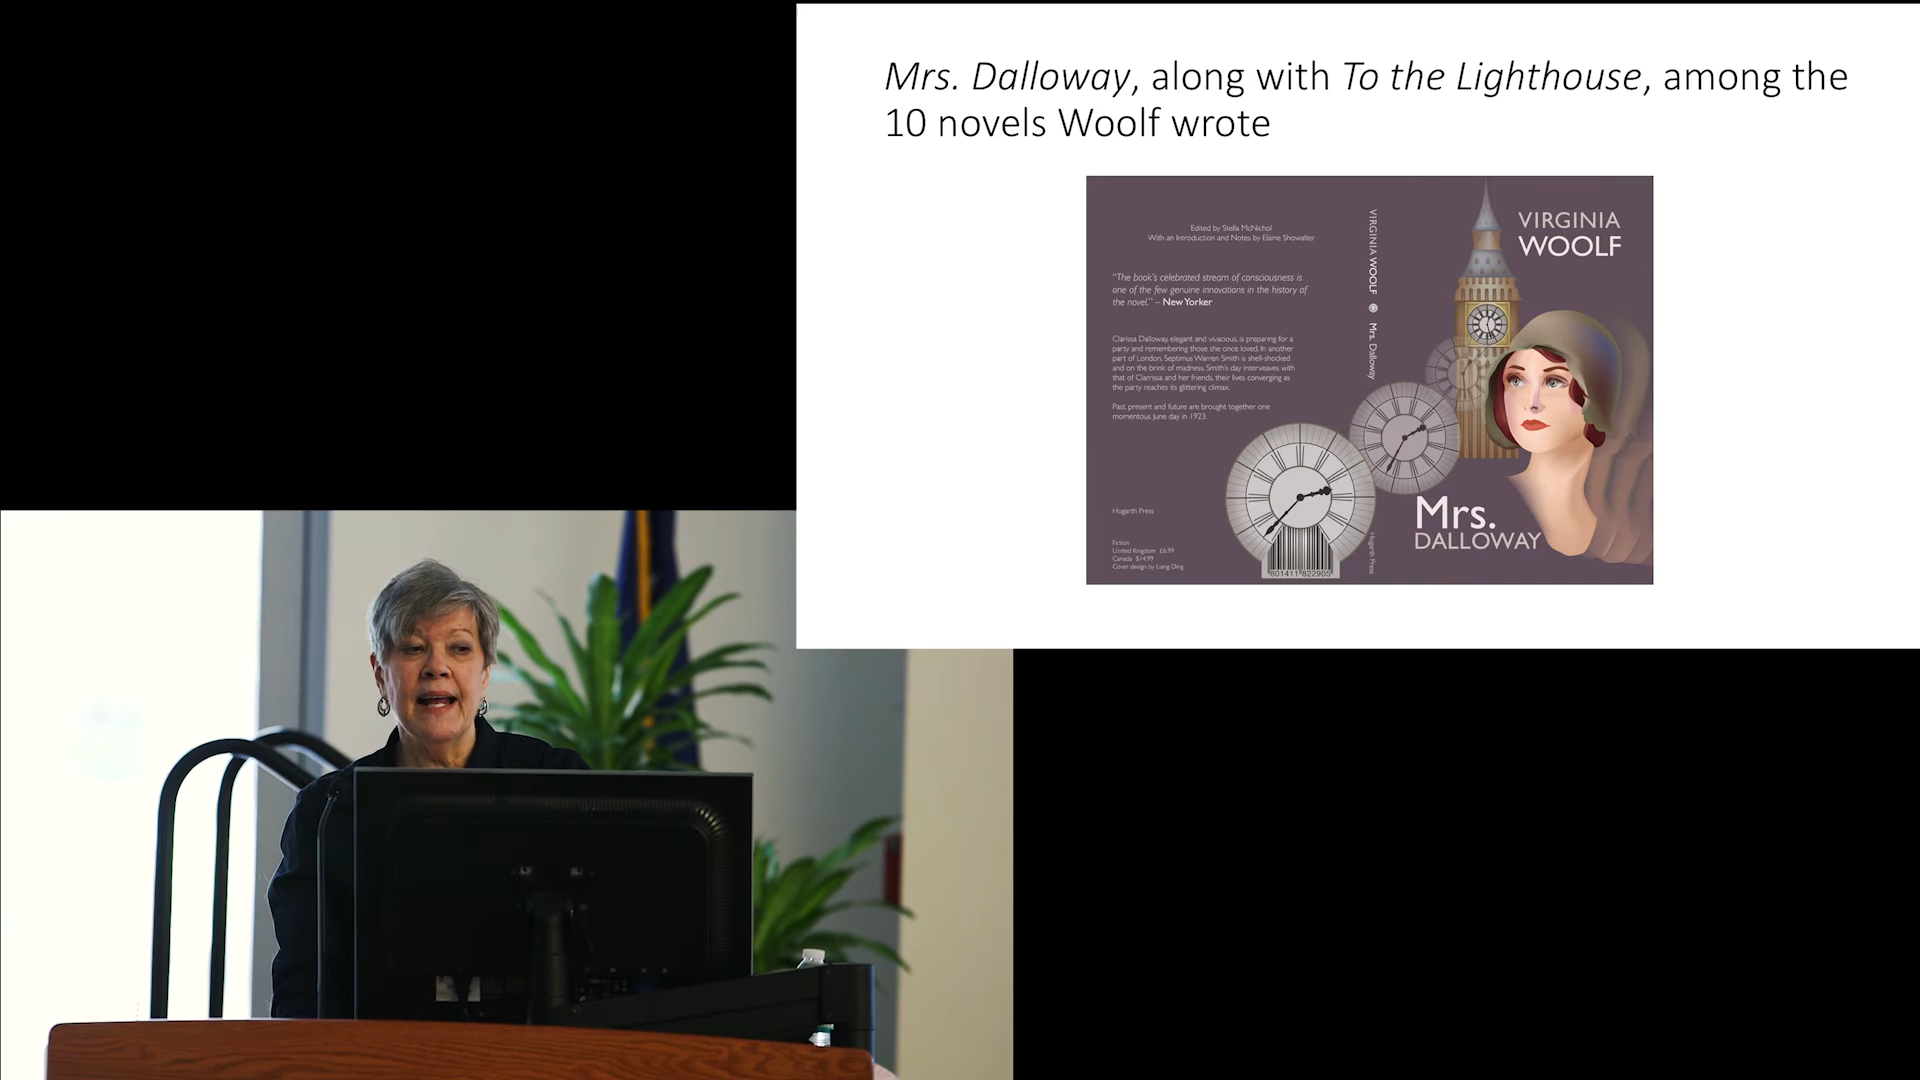 Mrs. Dalloway, along with To the Lighthouse, among the
10 novels Woolf wrote
Edited by Stella McNichol
With an Introduction and Notes by Elaine Showalter
"The book's celebrated stream of consciousness is
one of the few genuine innovations in the history of
the novel." – New Yorker
Clarissa Dalloway, elegant and vivacious, is preparing for a
party and remembering those she once loved. In another
part of London, Septimus Warren Smith is shell-shocked
and on the brink of madness. Smith's day interweaves with
that of Clarrissa and her friends, their lives converging as
the party reaches its glittering climax.
Past, present and future are brought together one
momentous June day in 1923.
Hogarth Press
Fiction
United Kingdom £6.99
Canada $14.99
Cover design by Liang Ding
801411 822905
VIRGINIA WOOLF
Mrs. Dalloway
Hogarth Press
VIRGINIA
WOOLF
Mrs.
DALLOWAY